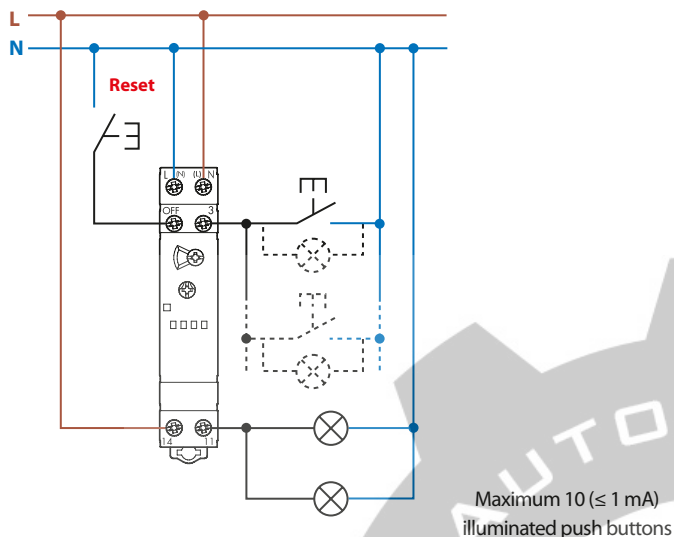 L
N
Reset
L (N) (L) N
OFF 3
14 11
AUTO
Maximum 10 (≤ 1 mA)
illuminated push buttons